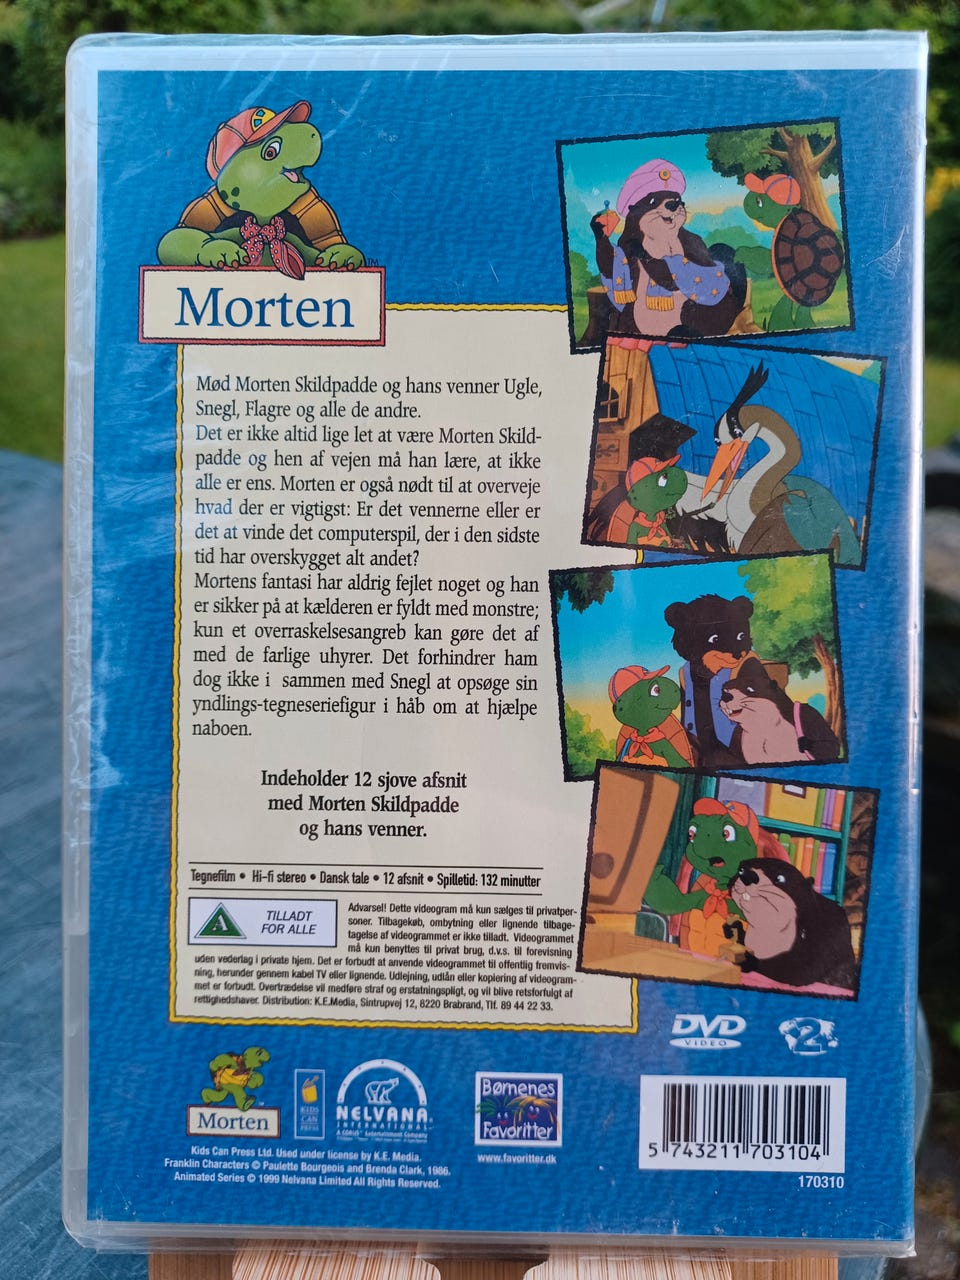 TM
Morten
Mød Morten Skildpadde og hans venner Ugle,
Snegl, Flagre og alle de andre.
Det er ikke altid lige let at være Morten Skild-
padde og hen af vejen må han lære, at ikke
alle er ens. Morten er også nødt til at overveje
hvad der er vigtigst: Er det vennerne eller er
det at vinde det computerspil, der i den sidste
tid har overskygget alt andet?
Mortens fantasi har aldrig fejlet noget og han
er sikker på at kælderen er fyldt med monstre;
kun et overraskelsesangreb kan gøre det af
med de farlige uhyrer. Det forhindrer ham
dog ikke i sammen med Snegl at opsøge sin
yndlings-tegneseriefigur i håb om at hjælpe
naboen.
Indeholder 12 sjove afsnit
med Morten Skildpadde
og hans venner.
Tegnefilm • Hi-fi stereo • Dansk tale • 12 afsnit • Spilletid: 132 minutter
A
TILLADT
FOR ALLE
Advarsel! Dette videogram må kun sælges til privatper-
soner. Tilbagekøb, ombytning eller lignende tilbage-
tagelse af videogrammet er ikke tilladt. Videogrammet
må kun benyttes til privat brug, d.v.s. til forevisning
uden vederlag i private hjem. Det er forbudt at anvende videogrammet til offentlig fremvis-
ning, herunder gennem kabel TV eller lignende. Udlejning, udlån eller kopiering af videogram-
met er forbudt. Overtrædelse vil medføre straf og erstatningspligt, og vil blive retsforfulgt af
rettighedshaver. Distribution: K.E.Media, Sintrupvej 12, 8220 Brabrand, Tlf. 89 44 22 33.
DVD
VIDEO
2
Morten
KIDS
CAN
PRESS
NELVANA
INTERNATIONAL
A CORUS Entertainment Company
Børnenes
Favoritter
www.favoritter.dk
Kids Can Press Ltd. Used under license by K.E. Media.
Franklin Characters © Paulette Bourgeois and Brenda Clark, 1986.
Animated Series © 1999 Nelvana Limited All Rights Reserved.
5 743211 703104
170310